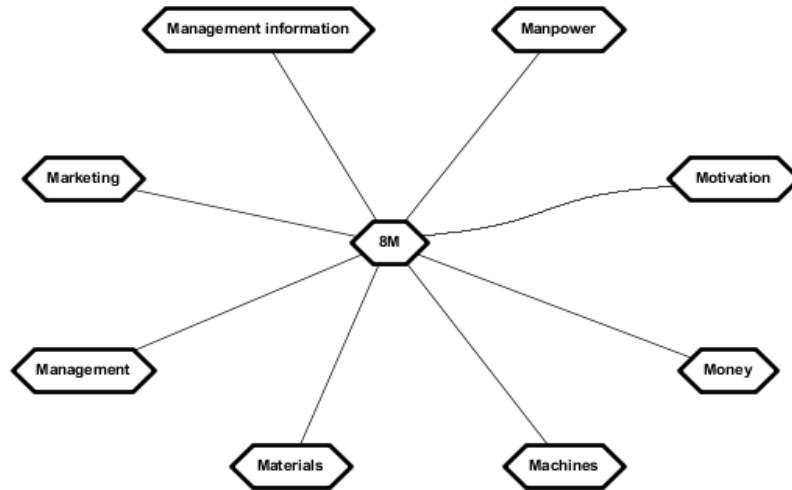 Management information
Manpower
Marketing
Motivation
8M
Management
Money
Materials
Machines